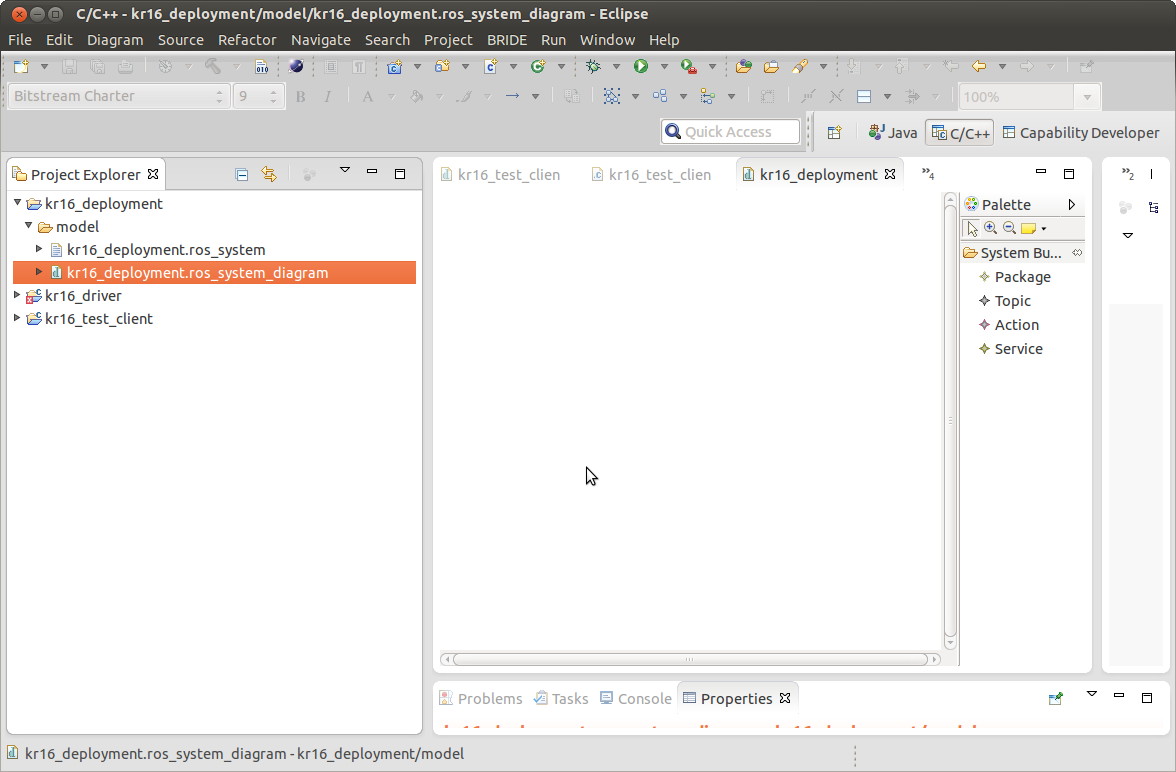 C/C++ - kr16_deployment/model/kr16_deployment.ros_system_diagram - Eclipse
File Edit Diagram Source Refactor Navigate Search Project BRIDE Run Window Help
010
Bitstream Charter 9 B I A 100%
Quick Access Java C/C++ Capability Developer
Project Explorer
kr16_deployment
model
kr16_deployment.ros_system
kr16_deployment.ros_system_diagram
kr16_driver
kr16_test_client
kr16_test_clien kr16_test_clien kr16_deployment »4
Palette
System Bu...
Package
Topic
Action
Service
»2
Problems Tasks Console Properties
kr16_deployment.ros_system_diagram - kr16_deployment/model